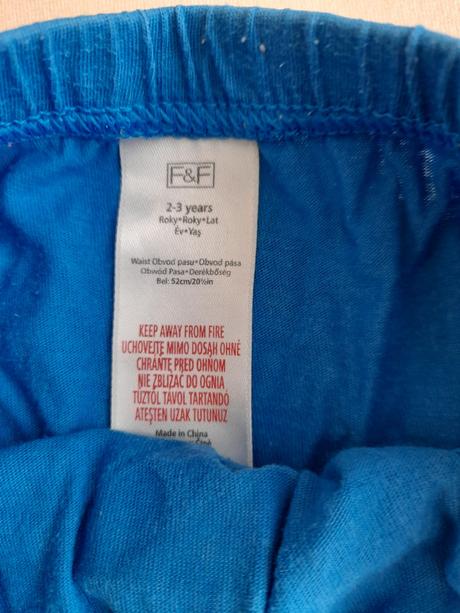 F&F
2-3 years
Roky•Roky•Lat
Év•Yaş
Waist Obvod pasu•Obvod pása
Obwód Pasa•Derékbőség
Bel: 52cm/20½in
KEEP AWAY FROM FIRE
UCHOVEJTE MIMO DOSAH OHNĚ
CHRÁŇTE PRED OHŇOM
NIE ZBLIŻAĆ DO OGNIA
TŰZTŐL TÁVOL TARTANDÓ
ATEŞTEN UZAK TUTUNUZ
Made in China